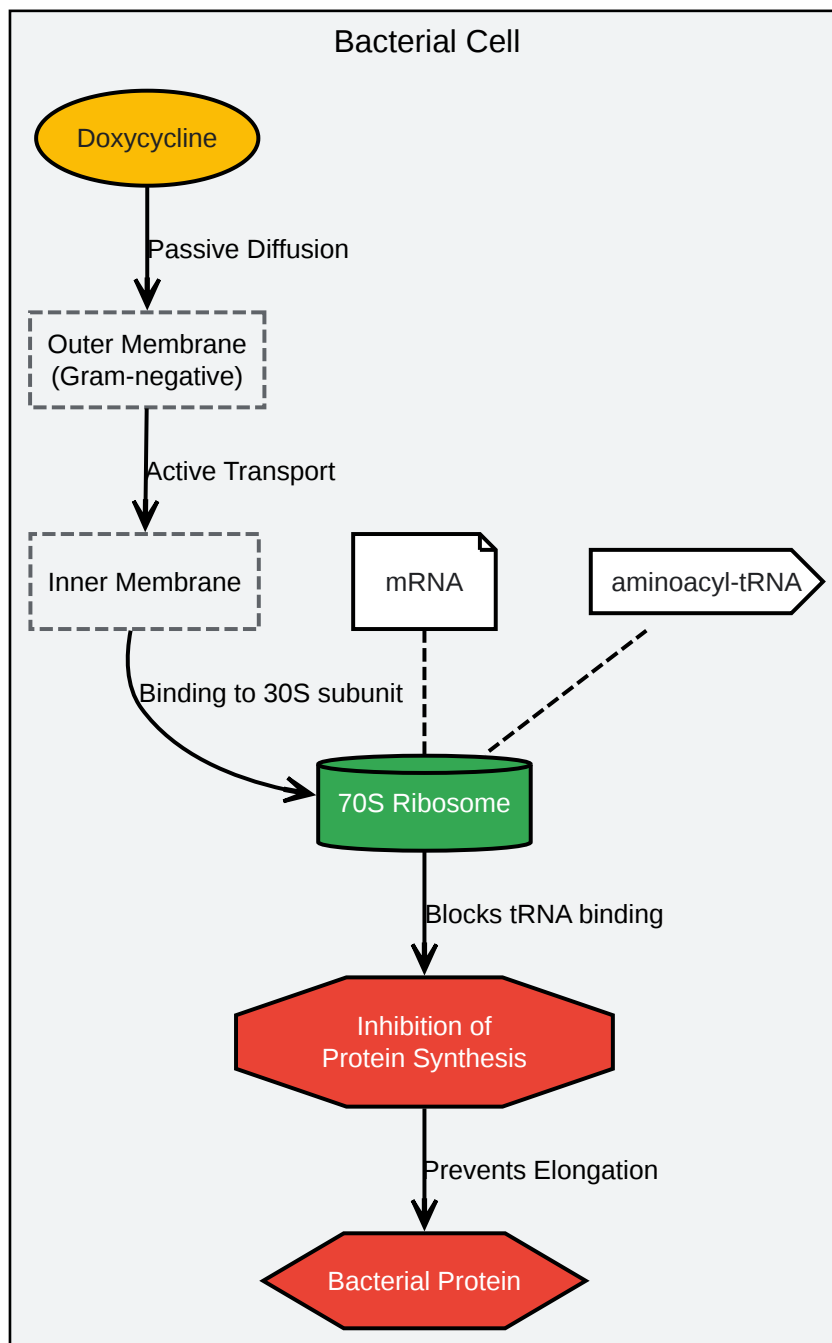 Bacterial Cell
Doxycycline
Passive Diffusion
Outer Membrane
(Gram-negative)
Active Transport
Inner Membrane
mRNA
aminoacyl-tRNA
Binding to 30S subunit
70S Ribosome
Blocks tRNA binding
Inhibition of
Protein Synthesis
Prevents Elongation
Bacterial Protein